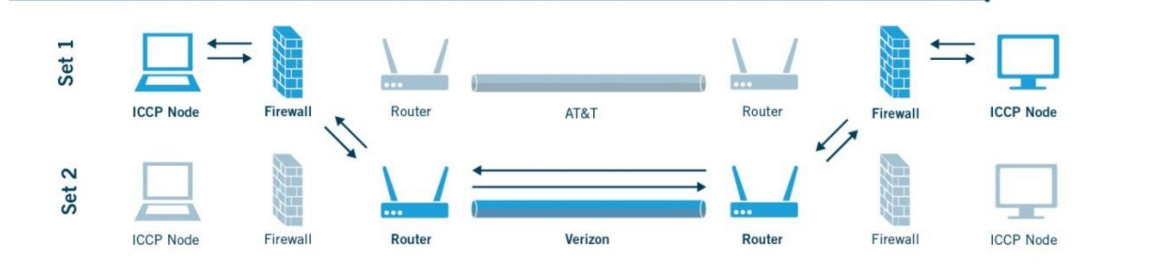 Set 1
ICCP Node
Firewall
Router
AT&T
Router
Firewall
ICCP Node
Set 2
ICCP Node
Firewall
Router
Verizon
Router
Firewall
ICCP Node